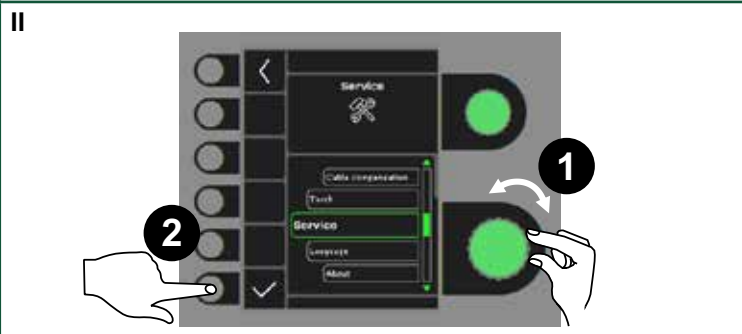 II
Service
Cable compensation
Torch
Service
Language
About
1
2